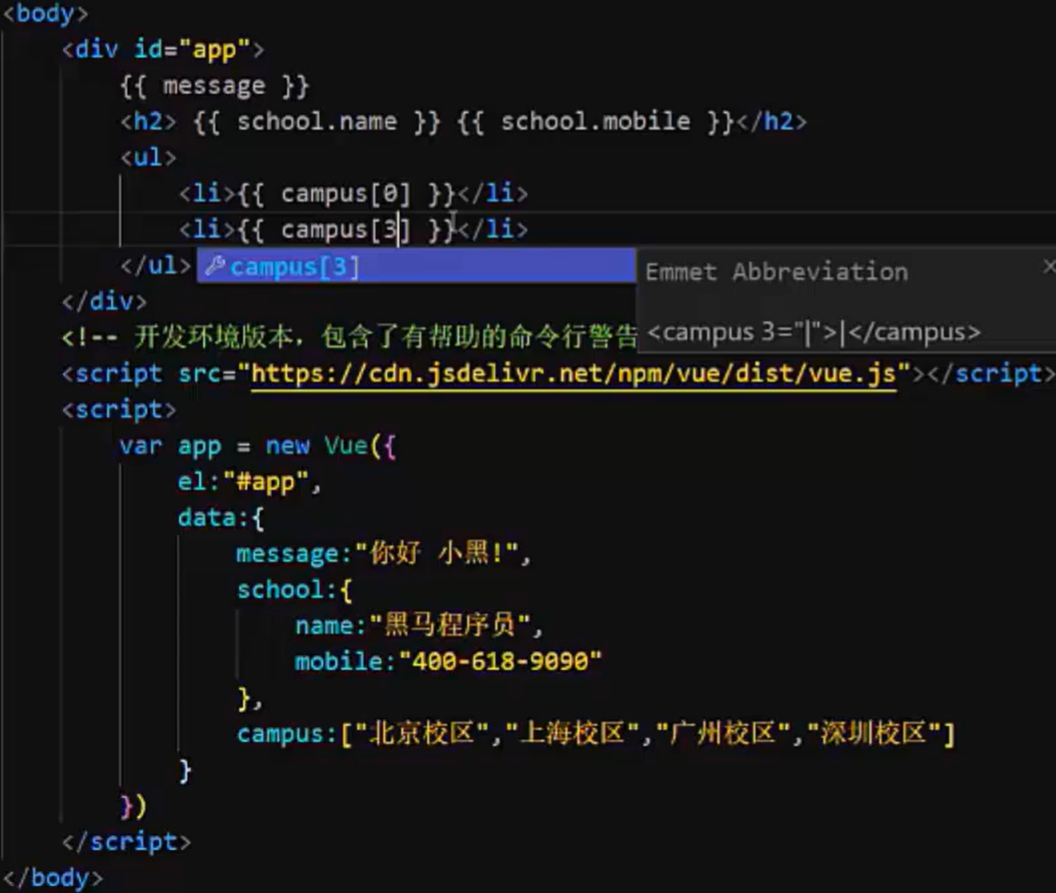 <body>
<div id="app">
{{ message }}
<h2> {{ school.name }} {{ school.mobile }}</h2>
<ul>
<li>{{ campus[0] }}</li>
<li>{{ campus[3] }}</li>
</ul>
campus[3]
Emmet Abbreviation
<campus 3="|">|</campus>
</div>
<!-- 开发环境版本，包含了有帮助的命令行警告
<script src="https://cdn.jsdelivr.net/npm/vue/dist/vue.js"></script>
<script>
var app = new Vue({
el:"#app",
data:{
message:"你好 小黑!",
school:{
name:"黑马程序员",
mobile:"400-618-9090"
},
campus:["北京校区","上海校区","广州校区","深圳校区"]
}
})
</script>
</body>